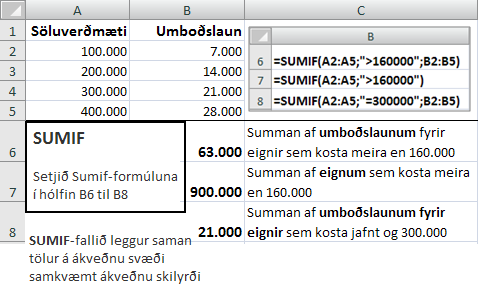 A B C
1 Söluverðmæti Umboðslaun
2 100.000 7.000
3 200.000 14.000
4 300.000 21.000
5 400.000 28.000
B
6 =SUMIF(A2:A5;">160000";B2:B5)
7 =SUMIF(A2:A5;">160000")
8 =SUMIF(A2:A5;"=300000";B2:B5)
SUMIF
Setjið Sumif-formúluna
í hólfin B6 til B8
6 63.000
Summan af umboðslaunum fyrir
eignir sem kosta meira en 160.000
7 900.000
Summan af eignum sem kosta meira
en 160.000
8 21.000
Summan af umboðslaunum fyrir
eignir sem kosta jafnt og 300.000
SUMIF-fallið leggur saman
tölur á ákveðnu svæði
samkvæmt ákveðnu skilyrði